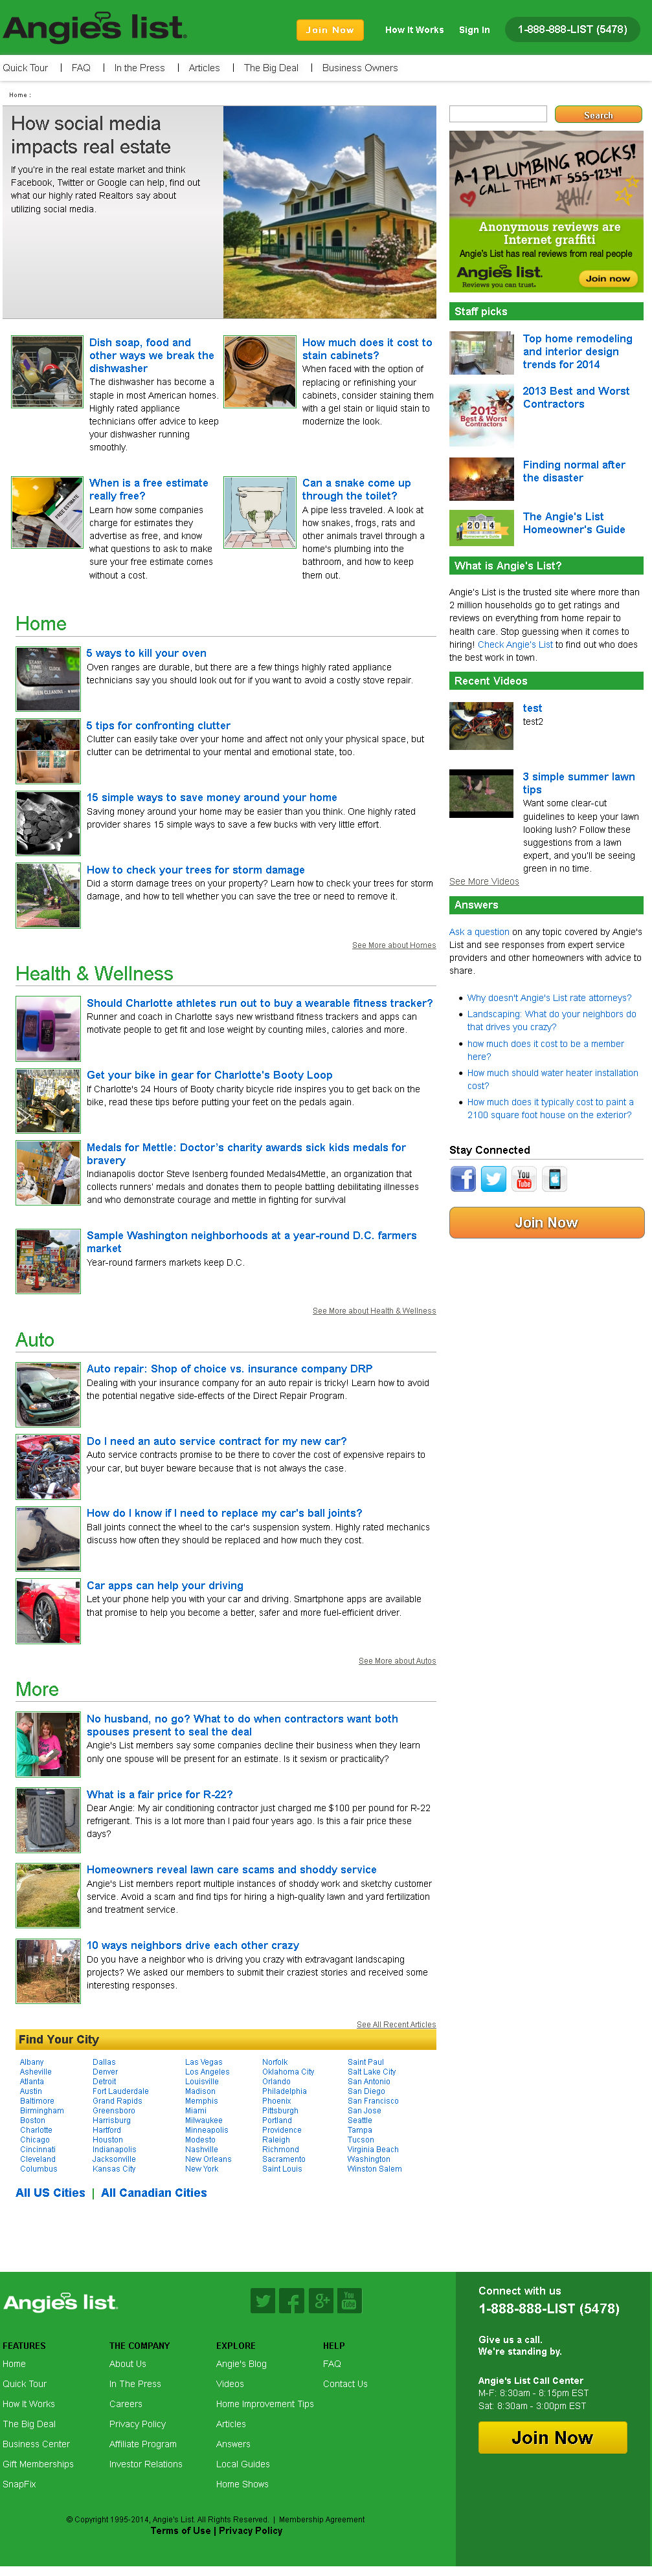 Angie's list.
Join Now
How It Works
Sign In
1-888-888-LIST (5478)
Quick Tour | FAQ | In the Press | Articles | The Big Deal | Business Owners
Home :
How social media
impacts real estate
If you're in the real estate market and think
Facebook, Twitter or Google can help, find out
what our highly rated Realtors say about
utilizing social media.
Dish soap, food and
other ways we break the
dishwasher
The dishwasher has become a
staple in most American homes.
Highly rated appliance
technicians offer advice to keep
your dishwasher running
smoothly.
How much does it cost to
stain cabinets?
When faced with the option of
replacing or refinishing your
cabinets, consider staining them
with a gel stain or liquid stain to
modernize the look.
When is a free estimate
really free?
Learn how some companies
charge for estimates they
advertise as free, and know
what questions to ask to make
sure your free estimate comes
without a cost.
Can a snake come up
through the toilet?
A pipe less traveled. A look at
how snakes, frogs, rats and
other animals travel through a
home's plumbing into the
bathroom, and how to keep
them out.
Home
5 ways to kill your oven
Oven ranges are durable, but there are a few things highly rated appliance
technicians say you should look out for if you want to avoid a costly stove repair.
5 tips for confronting clutter
Clutter can easily take over your home and affect not only your physical space, but
clutter can be detrimental to your mental and emotional state, too.
15 simple ways to save money around your home
Saving money around your home may be easier than you think. One highly rated
provider shares 15 simple ways to save a few bucks with very little effort.
How to check your trees for storm damage
Did a storm damage trees on your property? Learn how to check your trees for storm
damage, and how to tell whether you can save the tree or need to remove it.
See More about Homes
Health & Wellness
Should Charlotte athletes run out to buy a wearable fitness tracker?
Runner and coach in Charlotte says new wristband fitness trackers and apps can
motivate people to get fit and lose weight by counting miles, calories and more.
Get your bike in gear for Charlotte's Booty Loop
If Charlotte's 24 Hours of Booty charity bicycle ride inspires you to get back on the
bike, read these tips before putting your feet on the pedals again.
Medals for Mettle: Doctor's charity awards sick kids medals for
bravery
Indianapolis doctor Steve Isenberg founded Medals4Mettle, an organization that
collects runners' medals and donates them to people battling debilitating illnesses
and who demonstrate courage and mettle in fighting for survival
Sample Washington neighborhoods at a year-round D.C. farmers
market
Year-round farmers markets keep D.C.
See More about Health & Wellness
Auto
Auto repair: Shop of choice vs. insurance company DRP
Dealing with your insurance company for an auto repair is tricky! Learn how to avoid
the potential negative side-effects of the Direct Repair Program.
Do I need an auto service contract for my new car?
Auto service contracts promise to be there to cover the cost of expensive repairs to
your car, but buyer beware because that is not always the case.
How do I know if I need to replace my car's ball joints?
Ball joints connect the wheel to the car's suspension system. Highly rated mechanics
discuss how often they should be replaced and how much they cost.
Car apps can help your driving
Let your phone help you with your car and driving. Smartphone apps are available
that promise to help you become a better, safer and more fuel-efficient driver.
See More about Autos
More
No husband, no go? What to do when contractors want both
spouses present to seal the deal
Angie's List members say some companies decline their business when they learn
only one spouse will be present for an estimate. Is it sexism or practicality?
What is a fair price for R-22?
Dear Angie: My air conditioning contractor just charged me $100 per pound for R-22
refrigerant. This is a lot more than I paid four years ago. Is this a fair price these
days?
Homeowners reveal lawn care scams and shoddy service
Angie's List members report multiple instances of shoddy work and sketchy customer
service. Avoid a scam and find tips for hiring a high-quality lawn and yard fertilization
and treatment service.
10 ways neighbors drive each other crazy
Do you have a neighbor who is driving you crazy with extravagant landscaping
projects? We asked our members to submit their craziest stories and received some
interesting responses.
See All Recent Articles
Search
A-1 PLUMBING ROCKS!
CALL THEM AT 555-1234!
BLAH!
Anonymous reviews are
Internet graffiti
Angie's List has real reviews from real people
Angie's list.
Reviews you can trust.
Join now
Staff picks
Top home remodeling
and interior design
trends for 2014
2013
Best & Worst
Contractors
2013 Best and Worst
Contractors
Finding normal after
the disaster
2014
The Angie's List
Homeowner's Guide
What is Angie's List?
Angie's List is the trusted site where more than
2 million households go to get ratings and
reviews on everything from home repair to
health care. Stop guessing when it comes to
hiring! Check Angie's List to find out who does
the best work in town.
Recent Videos
test
test2
3 simple summer lawn
tips
Want some clear-cut
guidelines to keep your lawn
looking lush? Follow these
suggestions from a lawn
expert, and you'll be seeing
green in no time.
See More Videos
Answers
Ask a question on any topic covered by Angie's
List and see responses from expert service
providers and other homeowners with advice to
share.
Why doesn't Angie's List rate attorneys?
Landscaping: What do your neighbors do
that drives you crazy?
how much does it cost to be a member
here?
How much should water heater installation
cost?
How much does it typically cost to paint a
2100 square foot house on the exterior?
Stay Connected
You Tube
Join Now
Find Your City
Albany Dallas Las Vegas Norfolk Saint Paul
Asheville Denver Los Angeles Oklahoma City Salt Lake City
Atlanta Detroit Louisville Orlando San Antonio
Austin Fort Lauderdale Madison Philadelphia San Diego
Baltimore Grand Rapids Memphis Phoenix San Francisco
Birmingham Greensboro Miami Pittsburgh San Jose
Boston Harrisburg Milwaukee Portland Seattle
Charlotte Hartford Minneapolis Providence Tampa
Chicago Houston Modesto Raleigh Tucson
Cincinnati Indianapolis Nashville Richmond Virginia Beach
Cleveland Jacksonville New Orleans Sacramento Washington
Columbus Kansas City New York Saint Louis Winston Salem
All US Cities | All Canadian Cities
Angie's list.
You Tube
FEATURES
Home
Quick Tour
How It Works
The Big Deal
Business Center
Gift Memberships
SnapFix
THE COMPANY
About Us
In The Press
Careers
Privacy Policy
Affiliate Program
Investor Relations
EXPLORE
Angie's Blog
Videos
Home Improvement Tips
Articles
Answers
Local Guides
Home Shows
HELP
FAQ
Contact Us
Connect with us
1-888-888-LIST (5478)
Give us a call.
We're standing by.
Angie's List Call Center
M-F: 8:30am - 8:15pm EST
Sat: 8:30am - 3:00pm EST
Join Now
© Copyright 1995-2014, Angie's List. All Rights Reserved. | Membership Agreement
Terms of Use | Privacy Policy